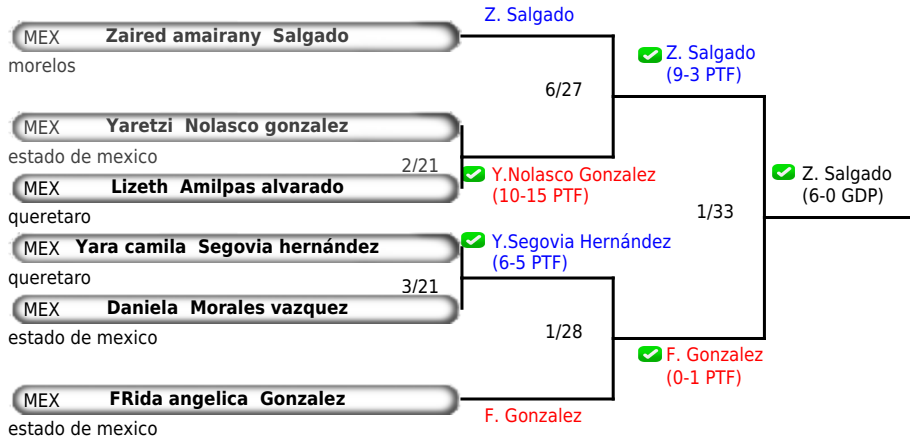 Z. Salgado
MEX Zaired amairany Salgado
morelos
Z. Salgado
(9-3 PTF)
6/27
MEX Yaretzi Nolasco gonzalez
estado de mexico
2/21
Y.Nolasco Gonzalez
(10-15 PTF)
MEX Lizeth Amilpas alvarado
queretaro
Z. Salgado
(6-0 GDP)
1/33
MEX Yara camila Segovia hernández
queretaro
Y.Segovia Hernández
(6-5 PTF)
3/21
MEX Daniela Morales vazquez
estado de mexico
1/28
F. Gonzalez
(0-1 PTF)
MEX FRida angelica Gonzalez
estado de mexico
F. Gonzalez